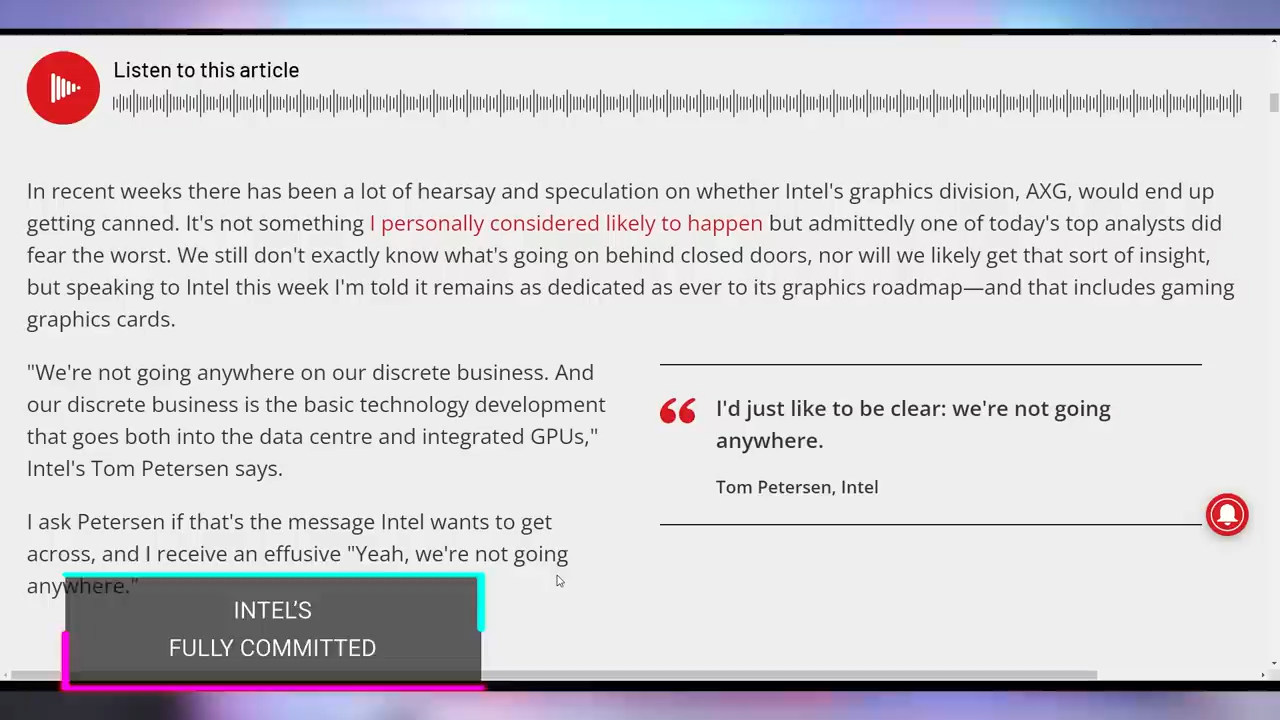 Listen to this article
In recent weeks there has been a lot of hearsay and speculation on whether Intel's graphics division, AXG, would end up
getting canned. It's not something I personally considered likely to happen but admittedly one of today's top analysts did
fear the worst. We still don't exactly know what's going on behind closed doors, nor will we likely get that sort of insight,
but speaking to Intel this week I'm told it remains as dedicated as ever to its graphics roadmap—and that includes gaming
graphics cards.
"We're not going anywhere on our discrete business. And
our discrete business is the basic technology development
that goes both into the data centre and integrated GPUs,"
Intel's Tom Petersen says.
I ask Petersen if that's the message Intel wants to get
across, and I receive an effusive "Yeah, we're not going
anywhere."
I'd just like to be clear: we're not going
anywhere.
Tom Petersen, Intel
INTEL'S
FULLY COMMITTED